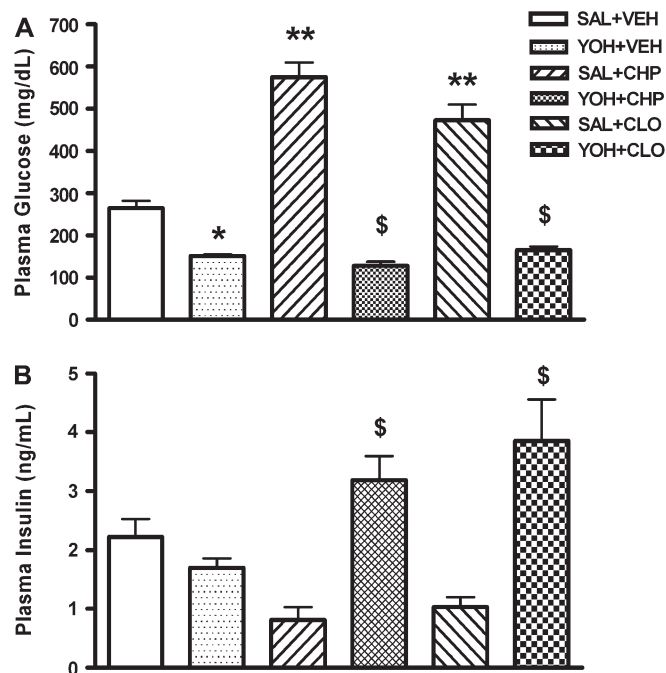 A
Plasma Glucose (mg/dL)
700
600
500
400
300
200
100
0
*
**
$
**
$
SAL+VEH
YOH+VEH
SAL+CHP
YOH+CHP
SAL+CLO
YOH+CLO
B
Plasma Insulin (ng/mL)
5
4
3
2
1
0
$
$